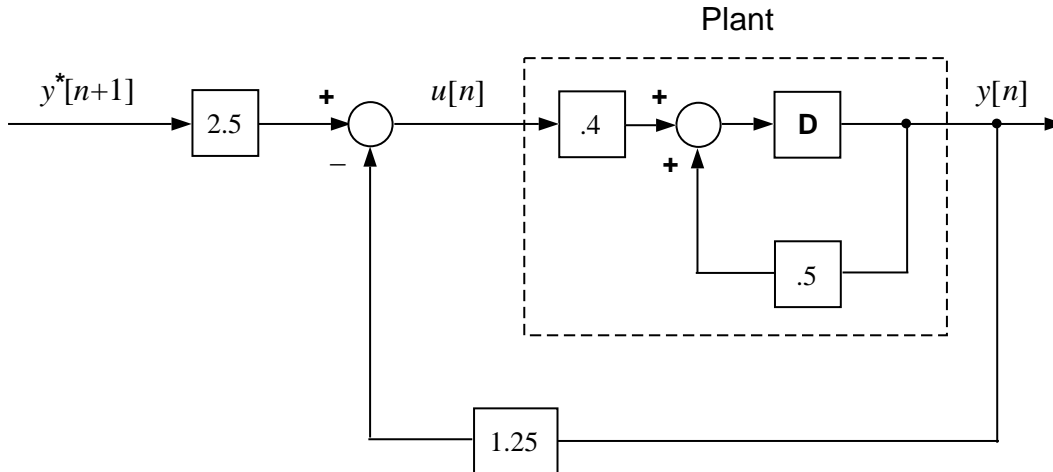 Plant
y*[n+1]
2.5
+
−
u[n]
.4
+
+
D
y[n]
.5
1.25